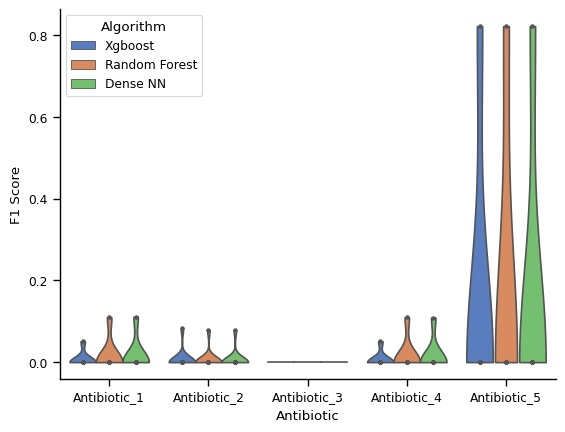 Algorithm
Xgboost
Random Forest
Dense NN
F1 Score
0.8
0.6
0.4
0.2
0.0
Antibiotic_1 Antibiotic_2 Antibiotic_3 Antibiotic_4 Antibiotic_5
Antibiotic